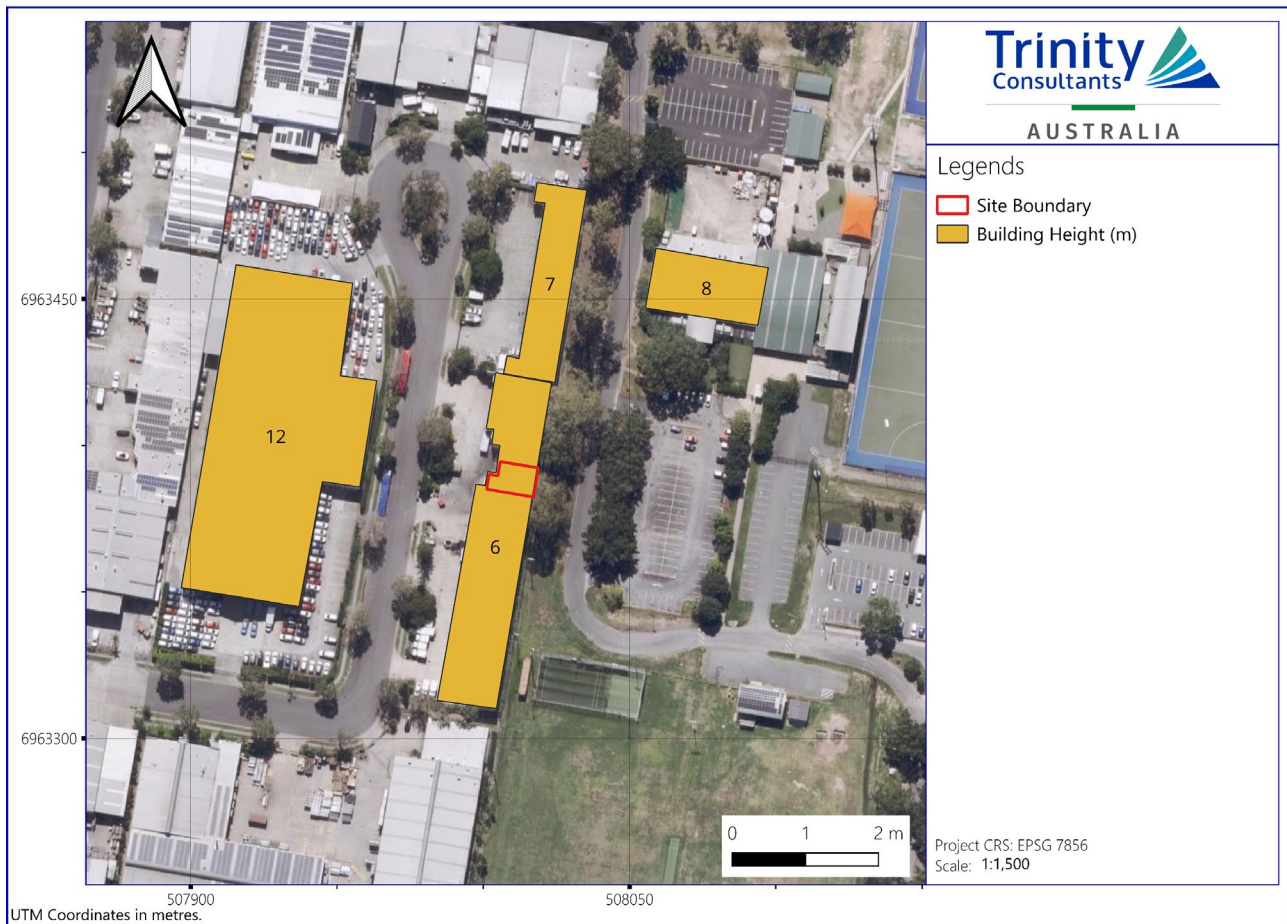 Trinity
Consultants
AUSTRALIA
Legends
Site Boundary
Building Height (m)
7
8
12
6
6963450
6963300
507900
508050
0 1 2 m
Project CRS: EPSG 7856
Scale: 1:1,500
UTM Coordinates in metres.